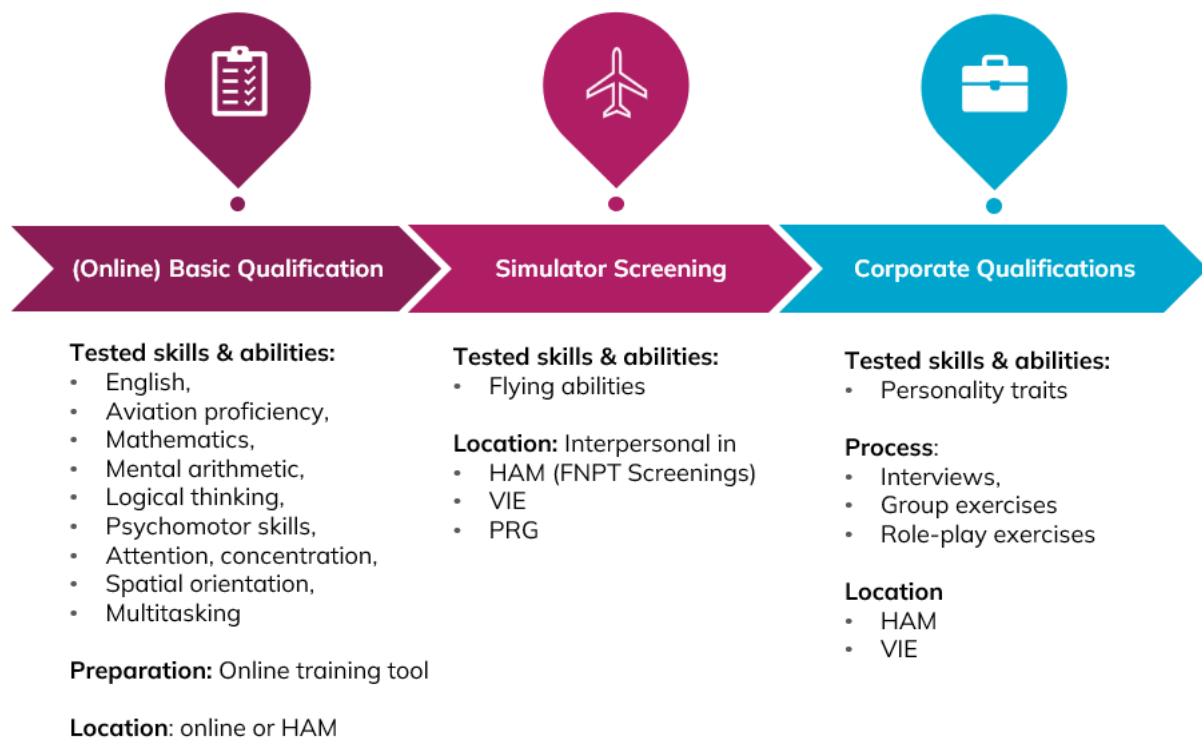 (Online) Basic Qualification
Simulator Screening
Corporate Qualifications
Tested skills & abilities:
• English,
• Aviation proficiency,
• Mathematics,
• Mental arithmetic,
• Logical thinking,
• Psychomotor skills,
• Attention, concentration,
• Spatial orientation,
• Multitasking
Preparation: Online training tool
Location: online or HAM
Tested skills & abilities:
• Flying abilities
Location: Interpersonal in
• HAM (FNPT Screenings)
• VIE
• PRG
Tested skills & abilities:
• Personality traits
Process:
• Interviews,
• Group exercises
• Role-play exercises
Location
• HAM
• VIE